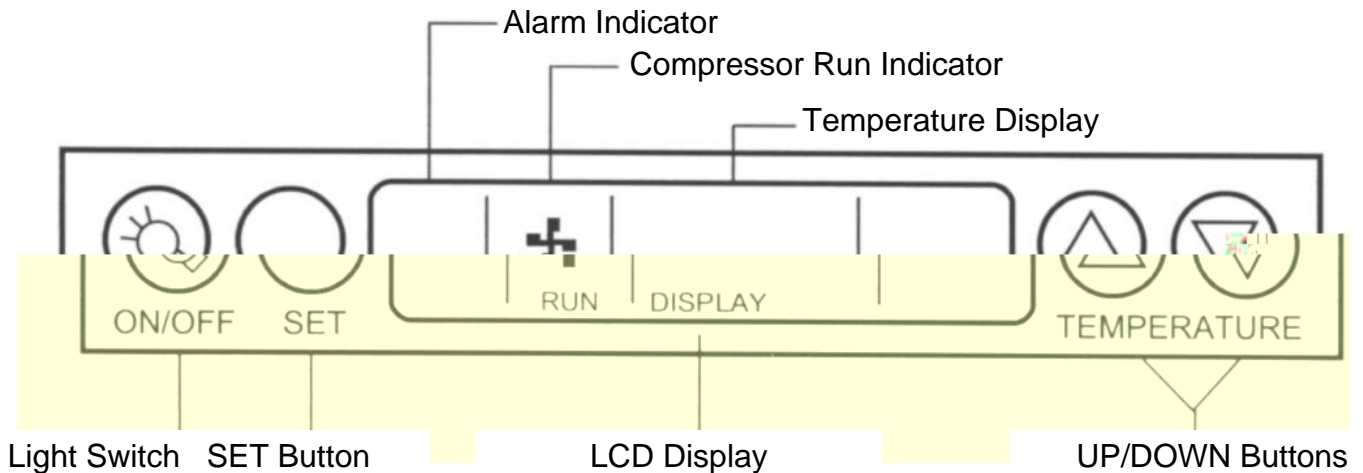 Alarm Indicator
Compressor Run Indicator
Temperature Display
RUN DISPLAY
ON/OFF SET TEMPERATURE
Light Switch SET Button LCD Display UP/DOWN Buttons